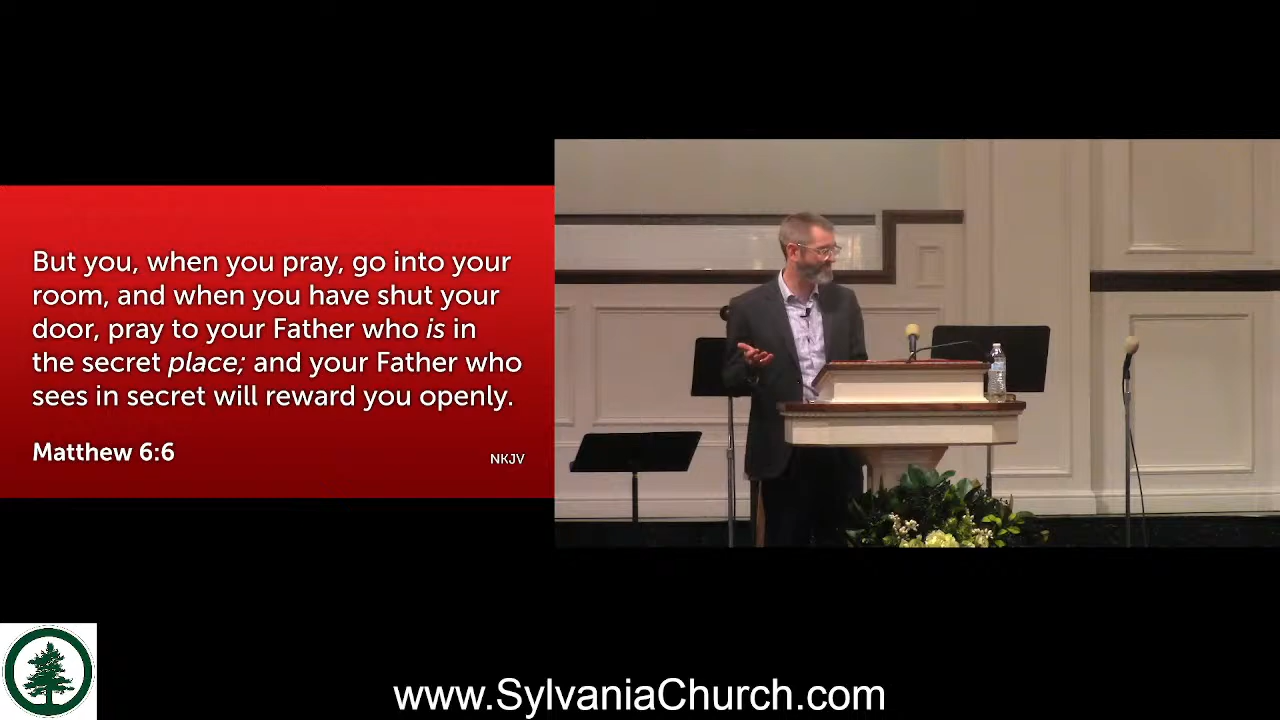 But you, when you pray, go into your
room, and when you have shut your
door, pray to your Father who is in
the secret place; and your Father who
sees in secret will reward you openly.
Matthew 6:6
NKJV
www.SylvaniaChurch.com